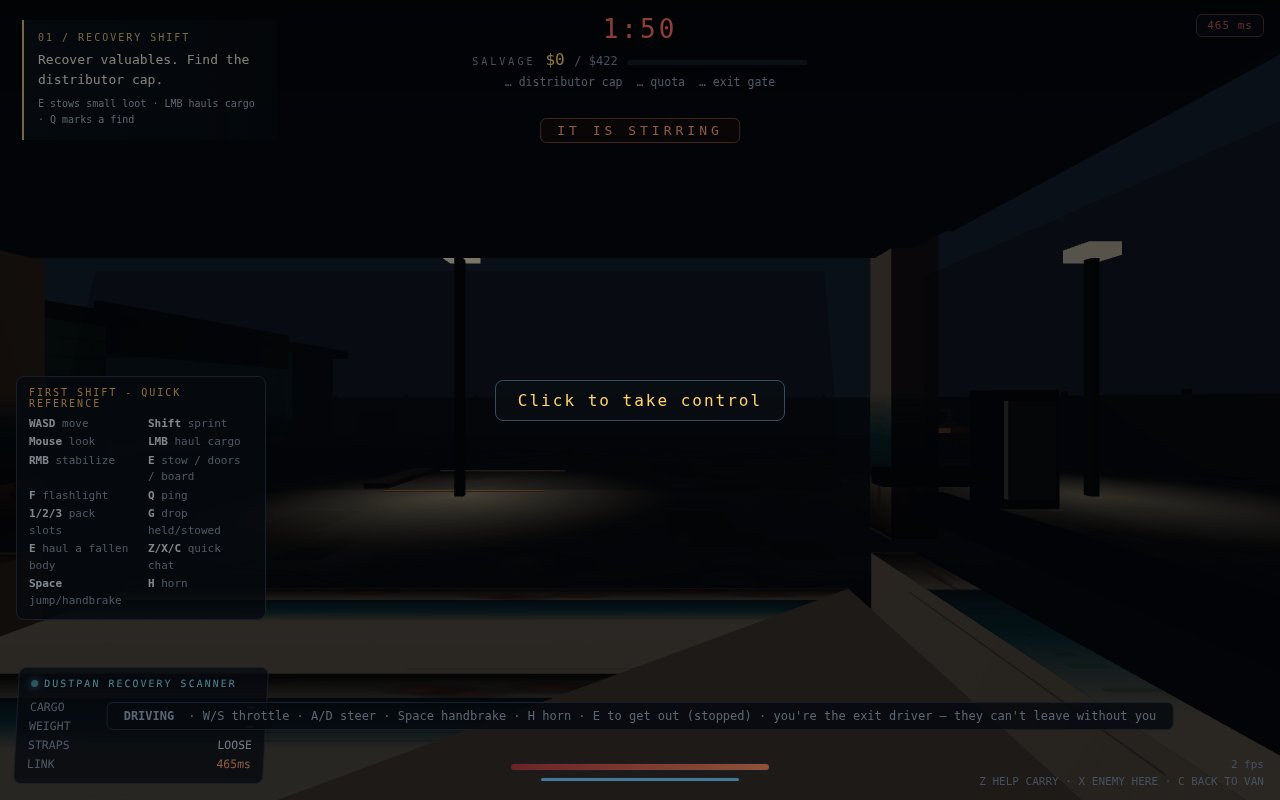 01 / RECOVERY SHIFT
Recover valuables. Find the
distributor cap.
E stows small loot · LMB hauls cargo
· Q marks a find
1:50
SALVAGE $0 / $422
… distributor cap … quota … exit gate
IT IS STIRRING
465 ms
Click to take control
FIRST SHIFT - QUICK
REFERENCE
WASD move Shift sprint
Mouse look LMB haul cargo
RMB stabilize E stow / doors
/ board
F flashlight Q ping
1/2/3 pack G drop
slots held/stowed
E haul a fallen Z/X/C quick
body chat
Space H horn
jump/handbrake
DUSTPAN RECOVERY SCANNER
CARGO
WEIGHT
STRAPS LOOSE
LINK 465ms
DRIVING · W/S throttle · A/D steer · Space handbrake · H horn · E to get out (stopped) · you're the exit driver — they can't leave without you
2 fps
Z HELP CARRY · X ENEMY HERE · C BACK TO VAN